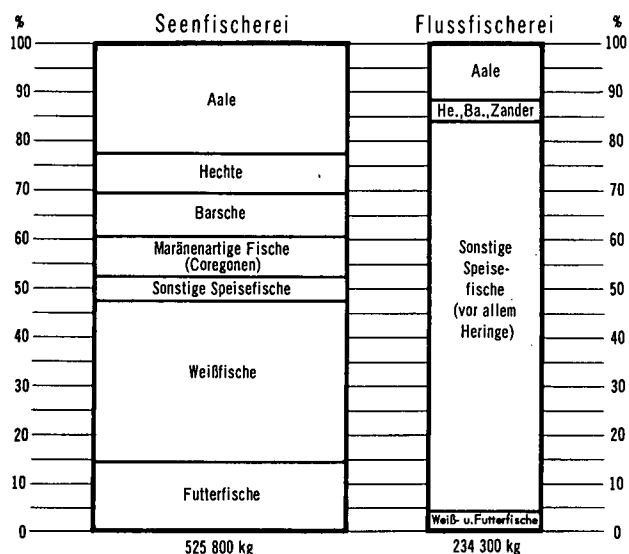 Seenfischerei
Flussfischerei
%
%
100
90
80
70
60
50
40
30
20
10
0
Aale
Hechte
Barsche
Maränenartige Fische
(Coregonen)
Sonstige Speisefische
Weißfische
Futterfische
525 800 kg
Aale
He.,Ba.,Zander
Sonstige
Speise-
fische
(vor allem
Heringe)
Weiß- u.Futterfische
234 300 kg
100
90
80
70
60
50
40
30
20
10
0